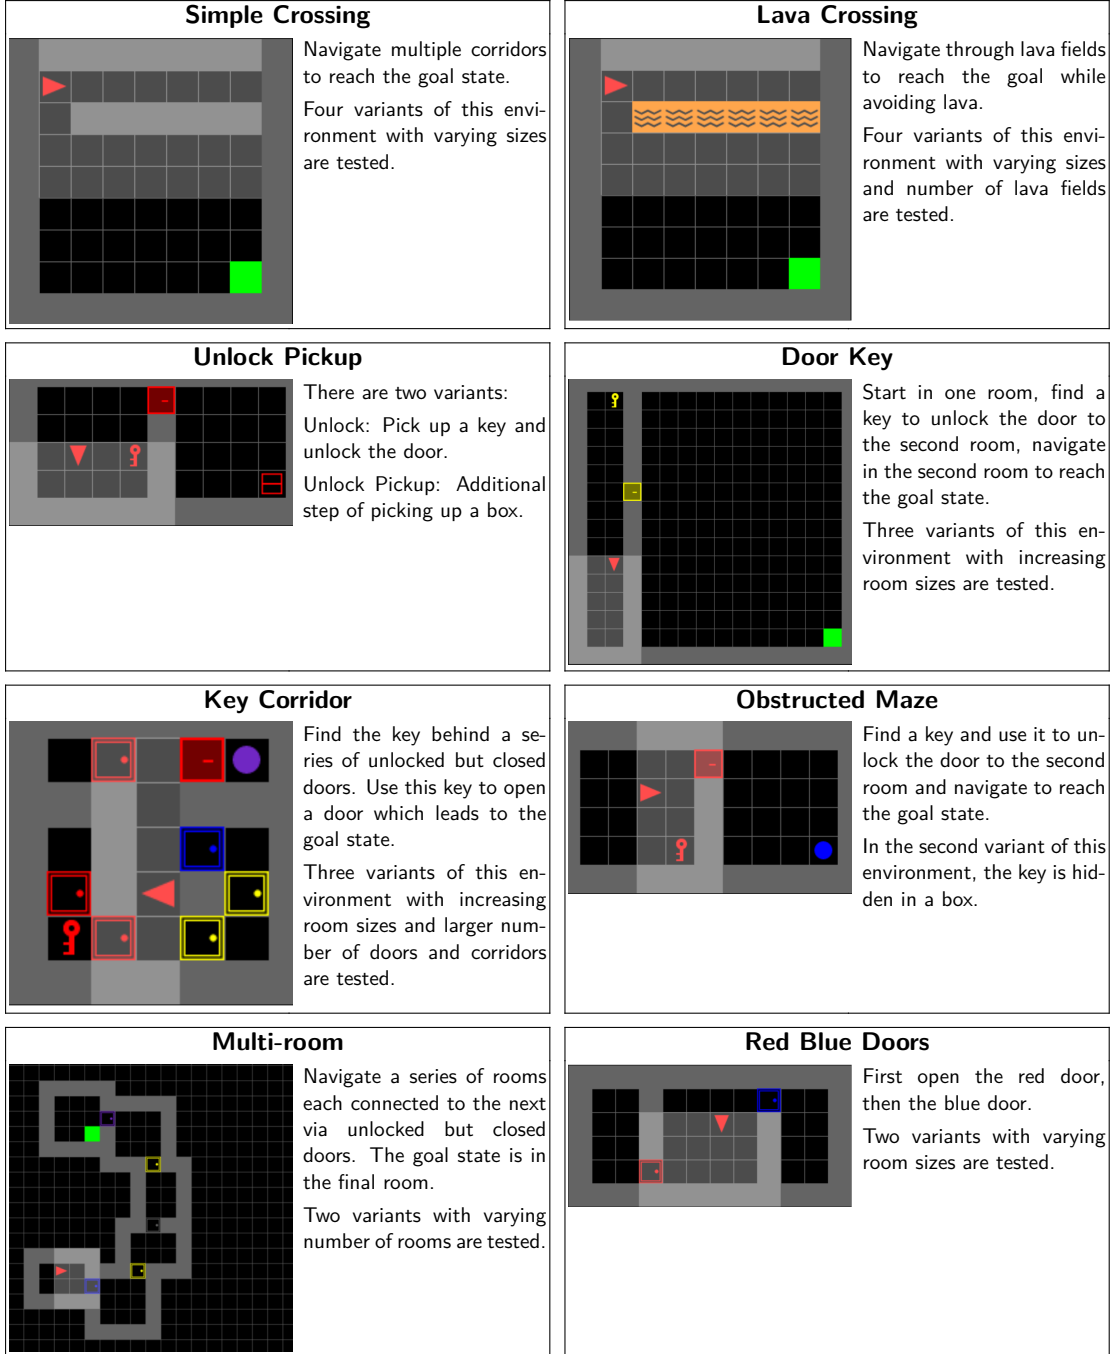 Simple Crossing
Navigate multiple corridors
to reach the goal state.
Four variants of this envi-
ronment with varying sizes
are tested.
Lava Crossing
Navigate through lava fields
to reach the goal while
avoiding lava.
Four variants of this envi-
ronment with varying sizes
and number of lava fields
are tested.
Unlock Pickup
There are two variants:
Unlock: Pick up a key and
unlock the door.
Unlock Pickup: Additional
step of picking up a box.
Door Key
Start in one room, find a
key to unlock the door to
the second room, navigate
in the second room to reach
the goal state.
Three variants of this en-
vironment with increasing
room sizes are tested.
Key Corridor
Find the key behind a se-
ries of unlocked but closed
doors. Use this key to open
a door which leads to the
goal state.
Three variants of this en-
vironment with increasing
room sizes and larger num-
ber of doors and corridors
are tested.
Obstructed Maze
Find a key and use it to un-
lock the door to the second
room and navigate to reach
the goal state.
In the second variant of this
environment, the key is hid-
den in a box.
Multi-room
Navigate a series of rooms
each connected to the next
via unlocked but closed
doors. The goal state is in
the final room.
Two variants with varying
number of rooms are tested.
Red Blue Doors
First open the red door,
then the blue door.
Two variants with varying
room sizes are tested.